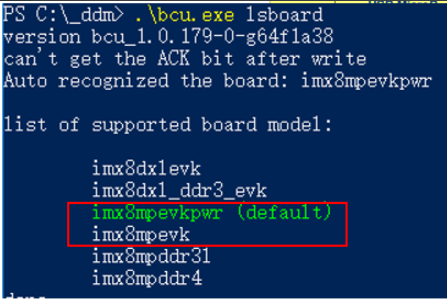 PS C:\_ddm> .\bcu.exe lsboard
version bcu_1.0.179-0-g64f1a38
can't get the ACK bit after write
Auto recognized the board: imx8mpevkpwr
list of supported board model:
imx8dxlevk
imx8dxl_ddr3_evk
imx8mpevkpwr (default)
imx8mpevk
imx8mpddr3l
imx8mpddr4